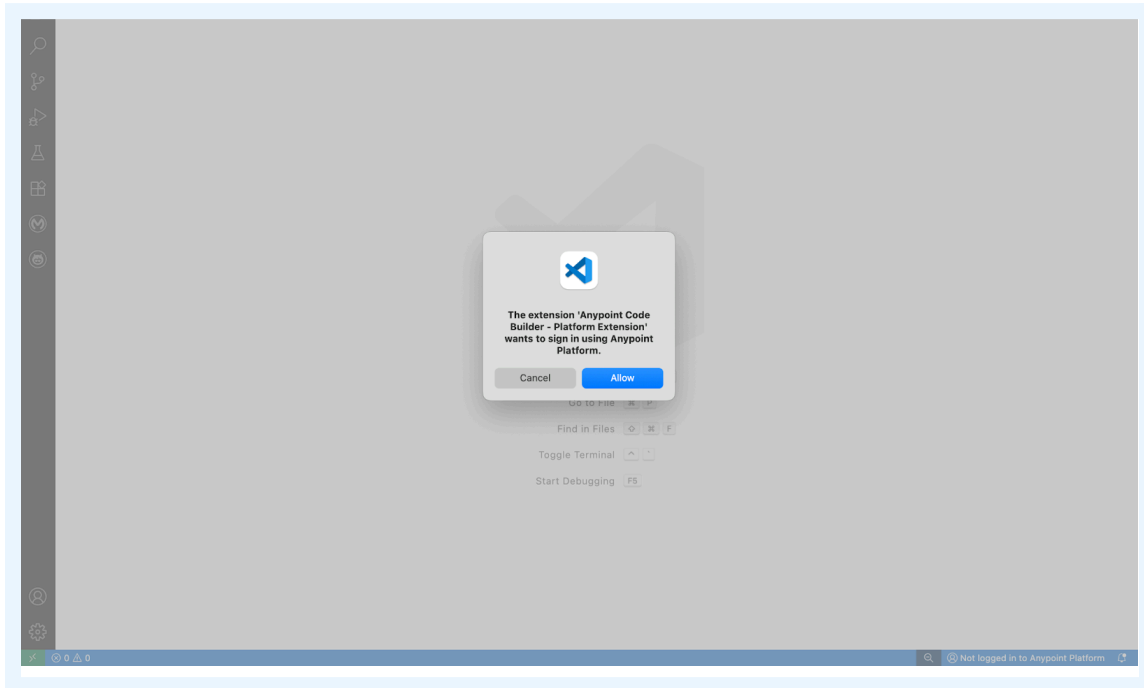 The extension 'Anypoint Code
Builder - Platform Extension'
wants to sign in using Anypoint
Platform.
Cancel Allow
Go to File ⌘ P
Find in Files ⇧ ⌘ F
Toggle Terminal ^ `
Start Debugging F5
0 0 Not logged in to Anypoint Platform